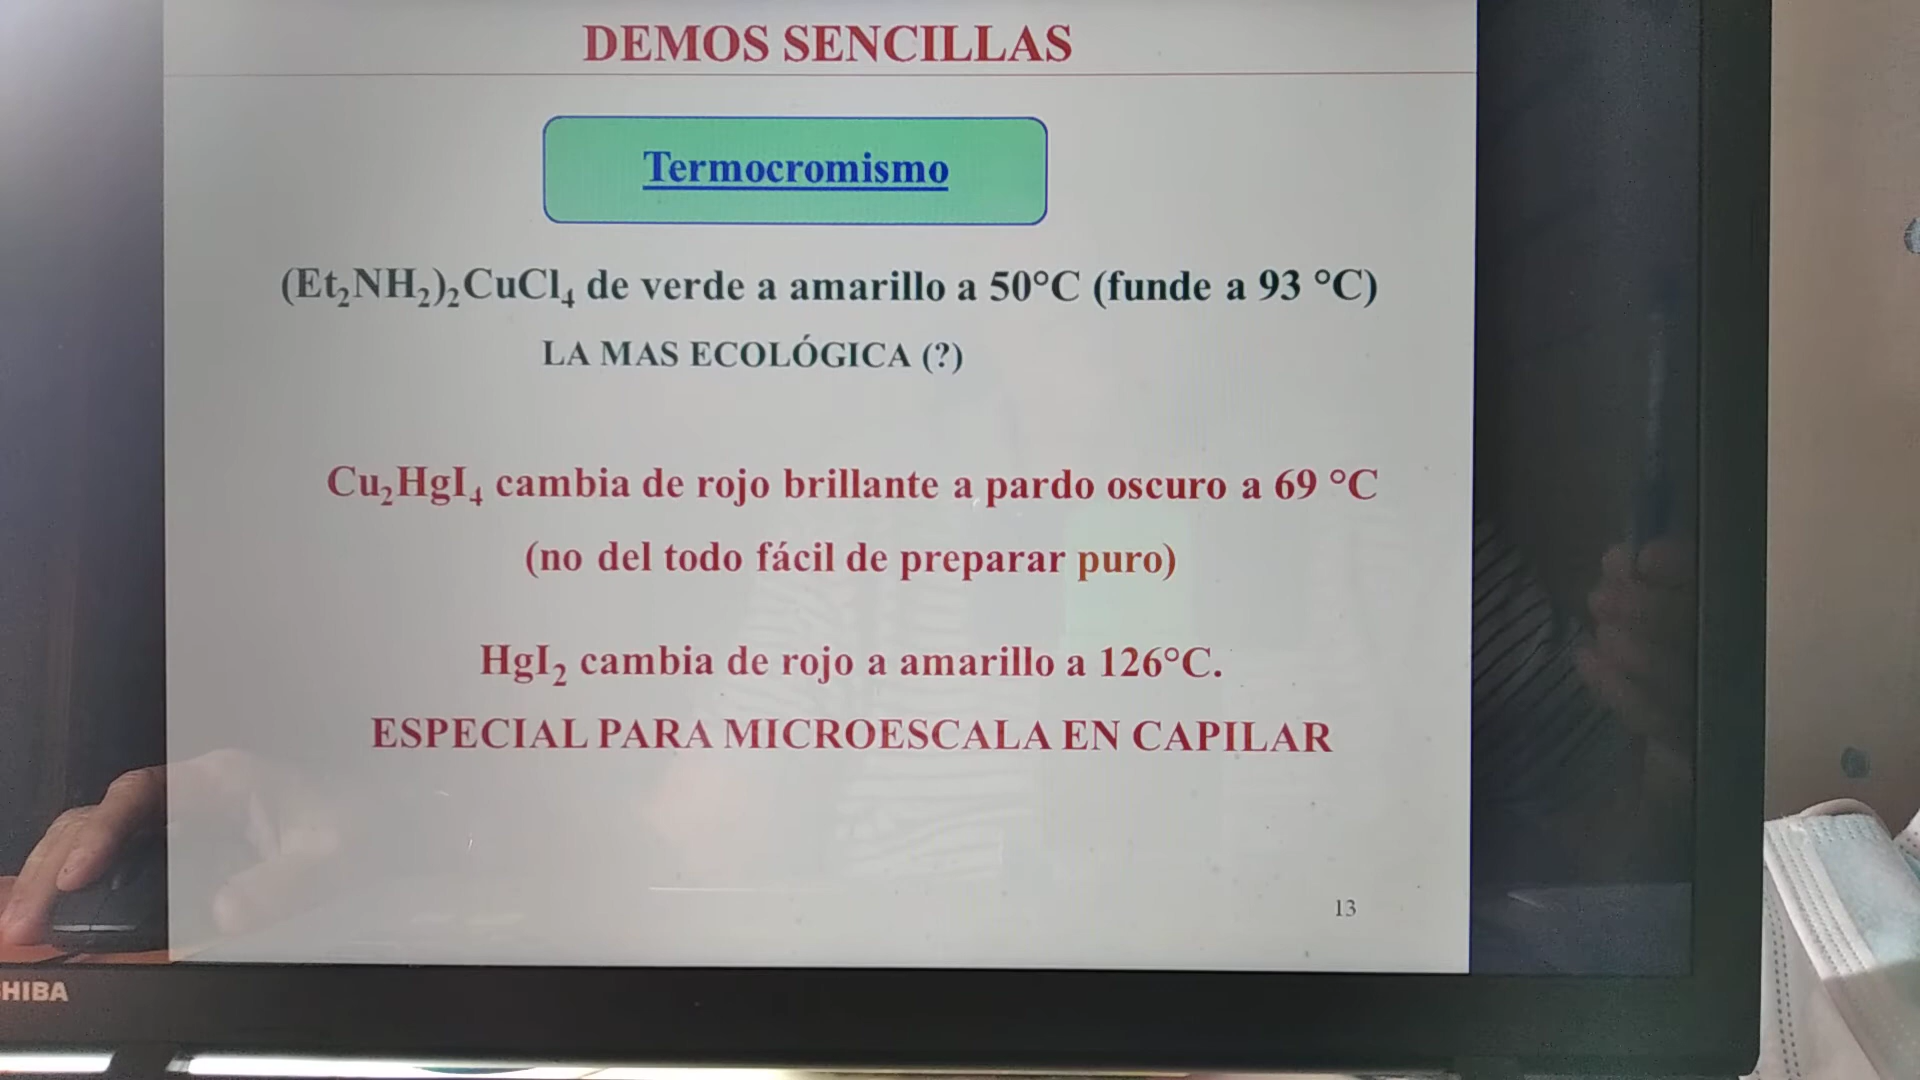 DEMOS SENCILLAS
Termocromismo
(Et₂NH₂)₂CuCl₄ de verde a amarillo a 50°C (funde a 93 °C)
LA MAS ECOLÓGICA (?)
Cu₂HgI₄ cambia de rojo brillante a pardo oscuro a 69 °C
(no del todo fácil de preparar puro)
HgI₂ cambia de rojo a amarillo a 126°C.
ESPECIAL PARA MICROESCALA EN CAPILAR
13
HIBA